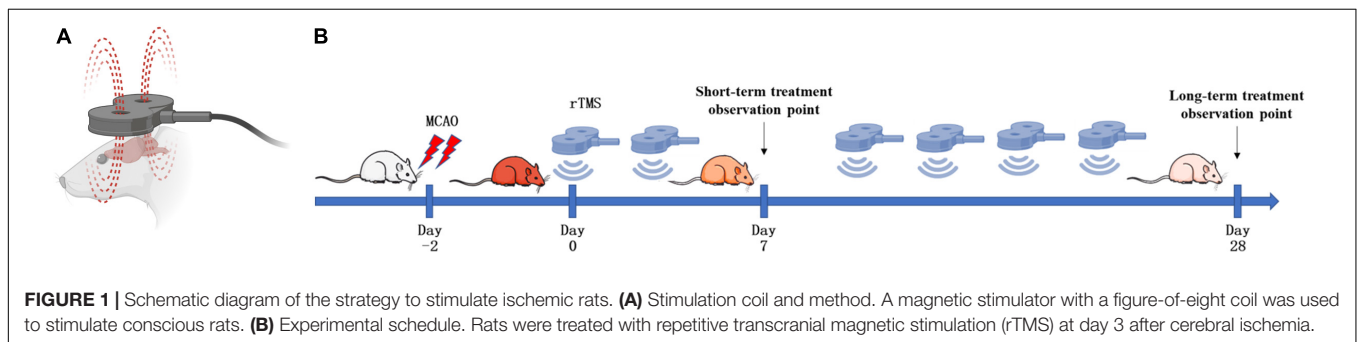 A
B
MCAO
rTMS
Short-term treatment
observation point
Long-term treatment
observation point
Day
-2
Day
0
Day
7
Day
28
FIGURE 1 | Schematic diagram of the strategy to stimulate ischemic rats. (A) Stimulation coil and method. A magnetic stimulator with a figure-of-eight coil was used
to stimulate conscious rats. (B) Experimental schedule. Rats were treated with repetitive transcranial magnetic stimulation (rTMS) at day 3 after cerebral ischemia.